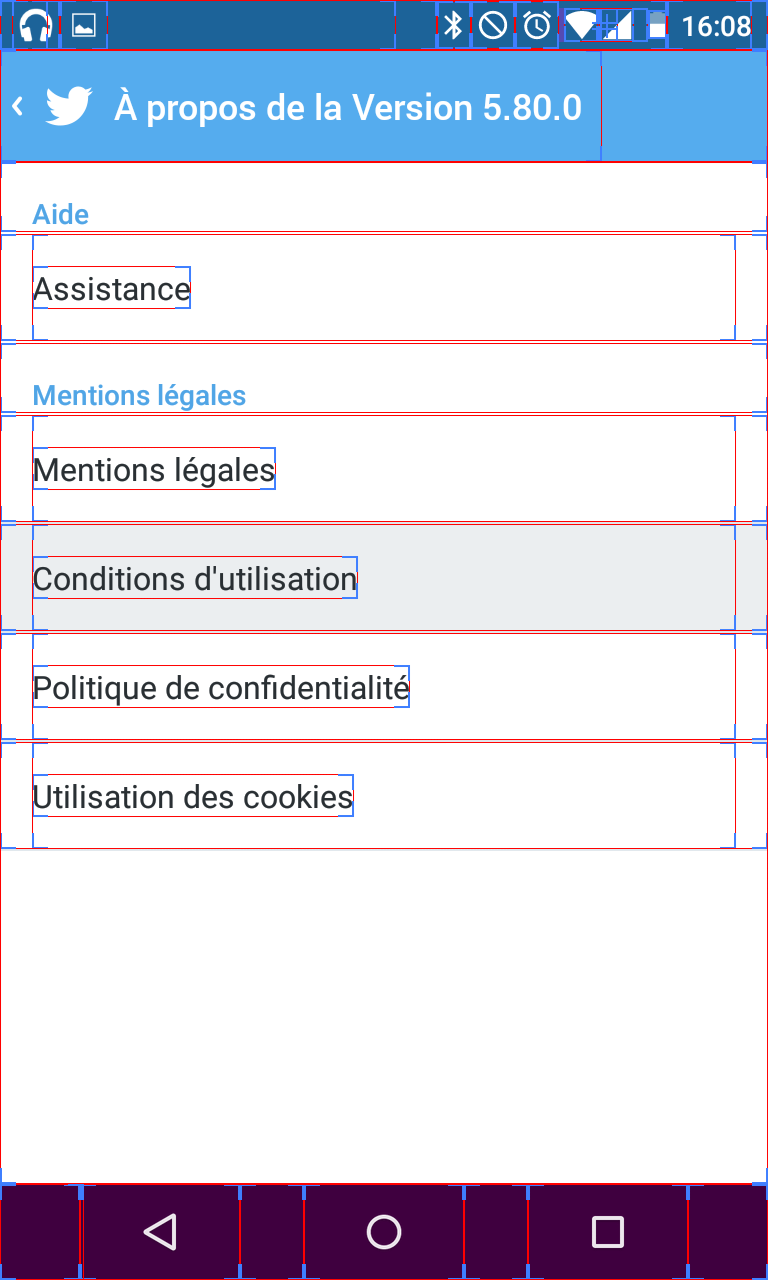 16:08
À propos de la Version 5.80.0
Aide
Assistance
Mentions légales
Mentions légales
Conditions d'utilisation
Politique de confidentialité
Utilisation des cookies